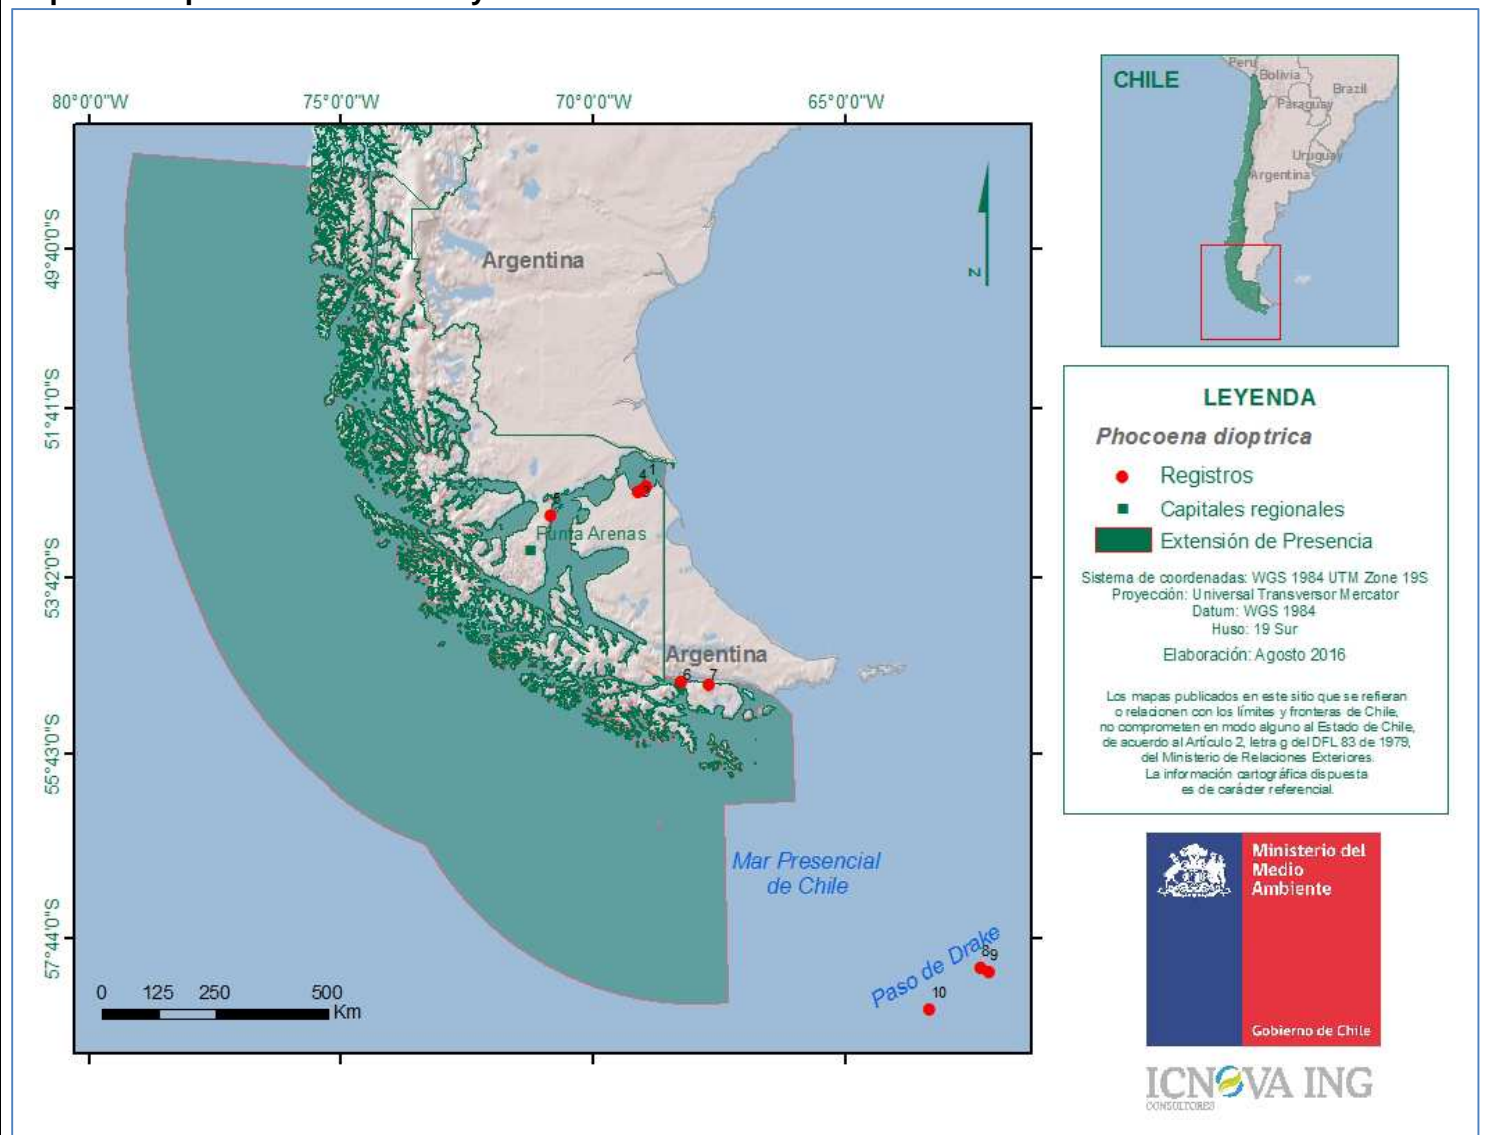 80°0'0"W
75°0'0"W
70°0'0"W
65°0'0"W
49°40'0"S
51°41'0"S
53°42'0"S
55°43'0"S
57°44'0"S
Argentina
N
4
1
Punta Arenas
Argentina
6
7
Mar Presencial
de Chile
Paso de Drake
8
9
10
0 125 250 500
Km
CHILE
Peru
Bolivia
Brazil
Paraguay
Uruguay
Argentina
LEYENDA
Phocoena dioptrica
Registros
Capitales regionales
Extensión de Presencia
Sistema de coordenadas: WGS 1984 UTM Zone 19S
Proyección: Universal Transversor Mercator
Datum: WGS 1984
Huso: 19 Sur
Elaboración: Agosto 2016
Los mapas publicados en este sitio que se refieran
o relacionen con los límites y fronteras de Chile,
no comprometen en modo alguno al Estado de Chile,
de acuerdo al Artículo 2, letra g del DFL 83 de 1979,
del Ministerio de Relaciones Exteriores.
La información cartográfica dispuesta
es de carácter referencial.
Ministerio del
Medio
Ambiente
Gobierno de Chile
ICNOVA ING
CONSULTORES